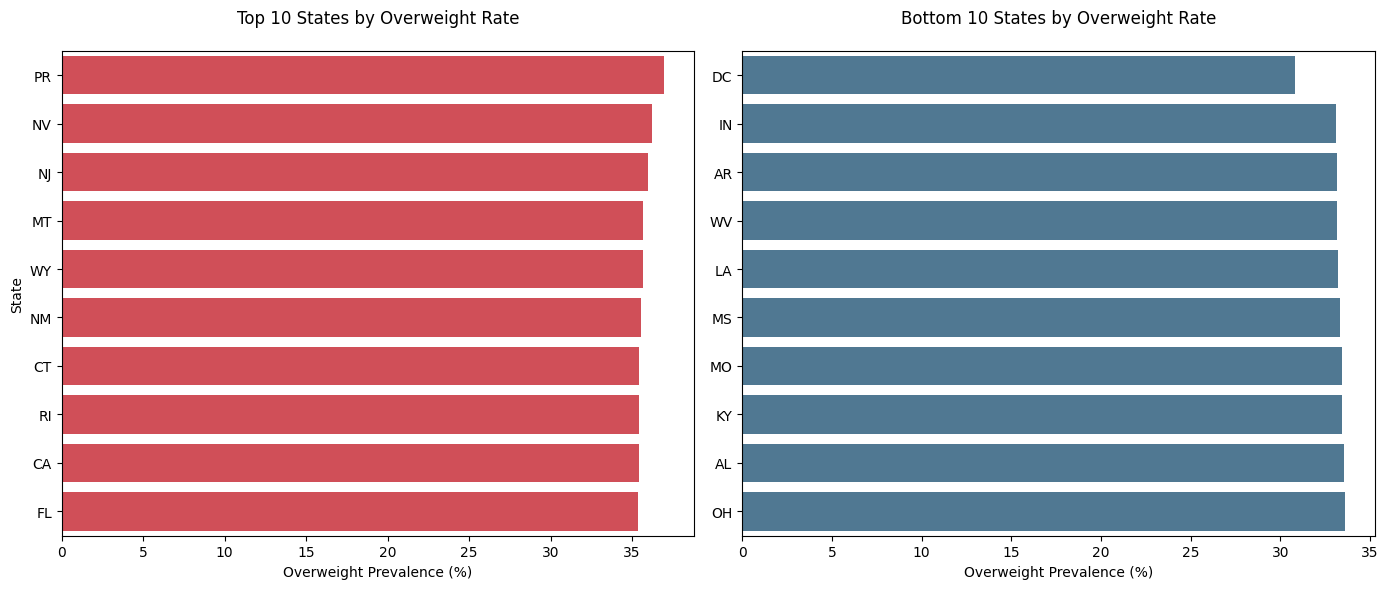 Top 10 States by Overweight Rate
State
PR
NV
NJ
MT
WY
NM
CT
RI
CA
FL
0 5 10 15 20 25 30 35
Overweight Prevalence (%)
Bottom 10 States by Overweight Rate
DC
IN
AR
WV
LA
MS
MO
KY
AL
OH
0 5 10 15 20 25 30 35
Overweight Prevalence (%)